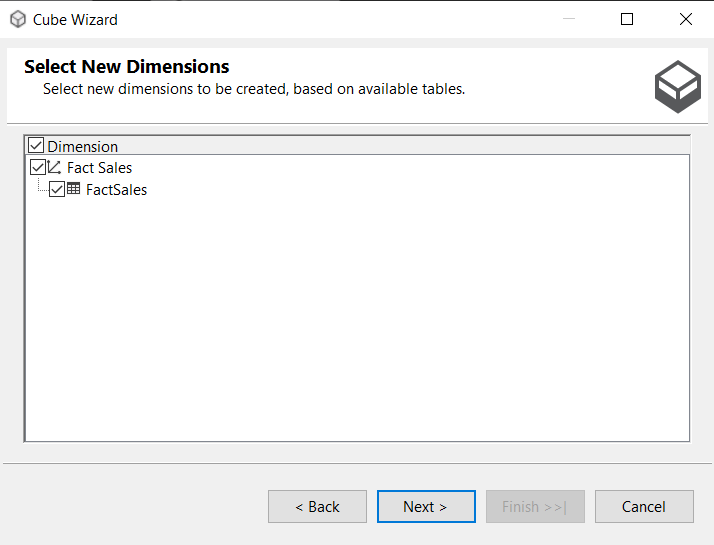 Cube Wizard
Select New Dimensions
Select new dimensions to be created, based on available tables.
Dimension
Fact Sales
FactSales
< Back
Next >
Finish >>|
Cancel